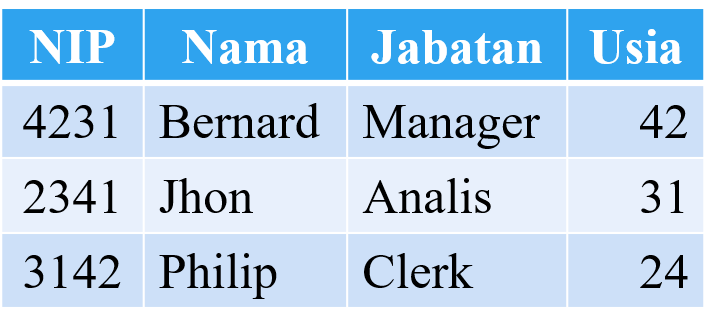 NIP Nama Jabatan Usia
4231 Bernard Manager 42
2341 Jhon Analis 31
3142 Philip Clerk 24